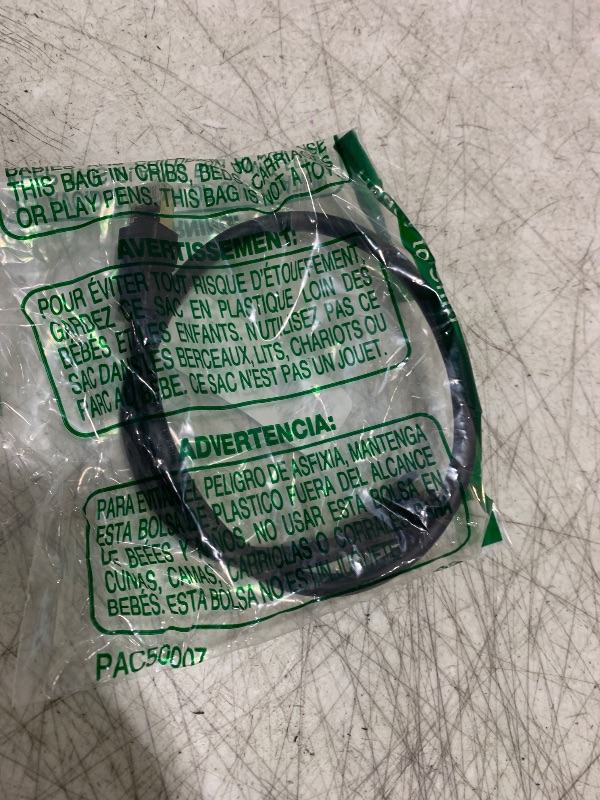 THIS BAG IN CRIBS, BEDS, CARRIAGES
OR PLAY PENS. THIS BAG IS NOT A TOY
AVERTISSEMENT:
POUR ÉVITER TOUT RISQUE D'ÉTOUFFEMENT,
GARDEZ CE SAC EN PLASTIQUE LOIN DES
BÉBÉS ET DES ENFANTS. N'UTILISEZ PAS CE
SAC DANS LES BERCEAUX, LITS, CHARIOTS OU
PARC À BÉBE. CE SAC N'EST PAS UN JOUET.
ADVERTENCIA:
PARA EVITAR EL PELIGRO DE ASFIXIA, MANTENGA
ESTA BOLSA DE PLASTICO FUERA DEL ALCANCE
DE BEBÉS Y NIÑOS. NO USAR ESTA BOLSA EN
CUNAS, CAMAS, CARRIOLAS O CORRALES
BEBÉS. ESTA BOLSA NO ES UN JUGUETE.
PAC50007